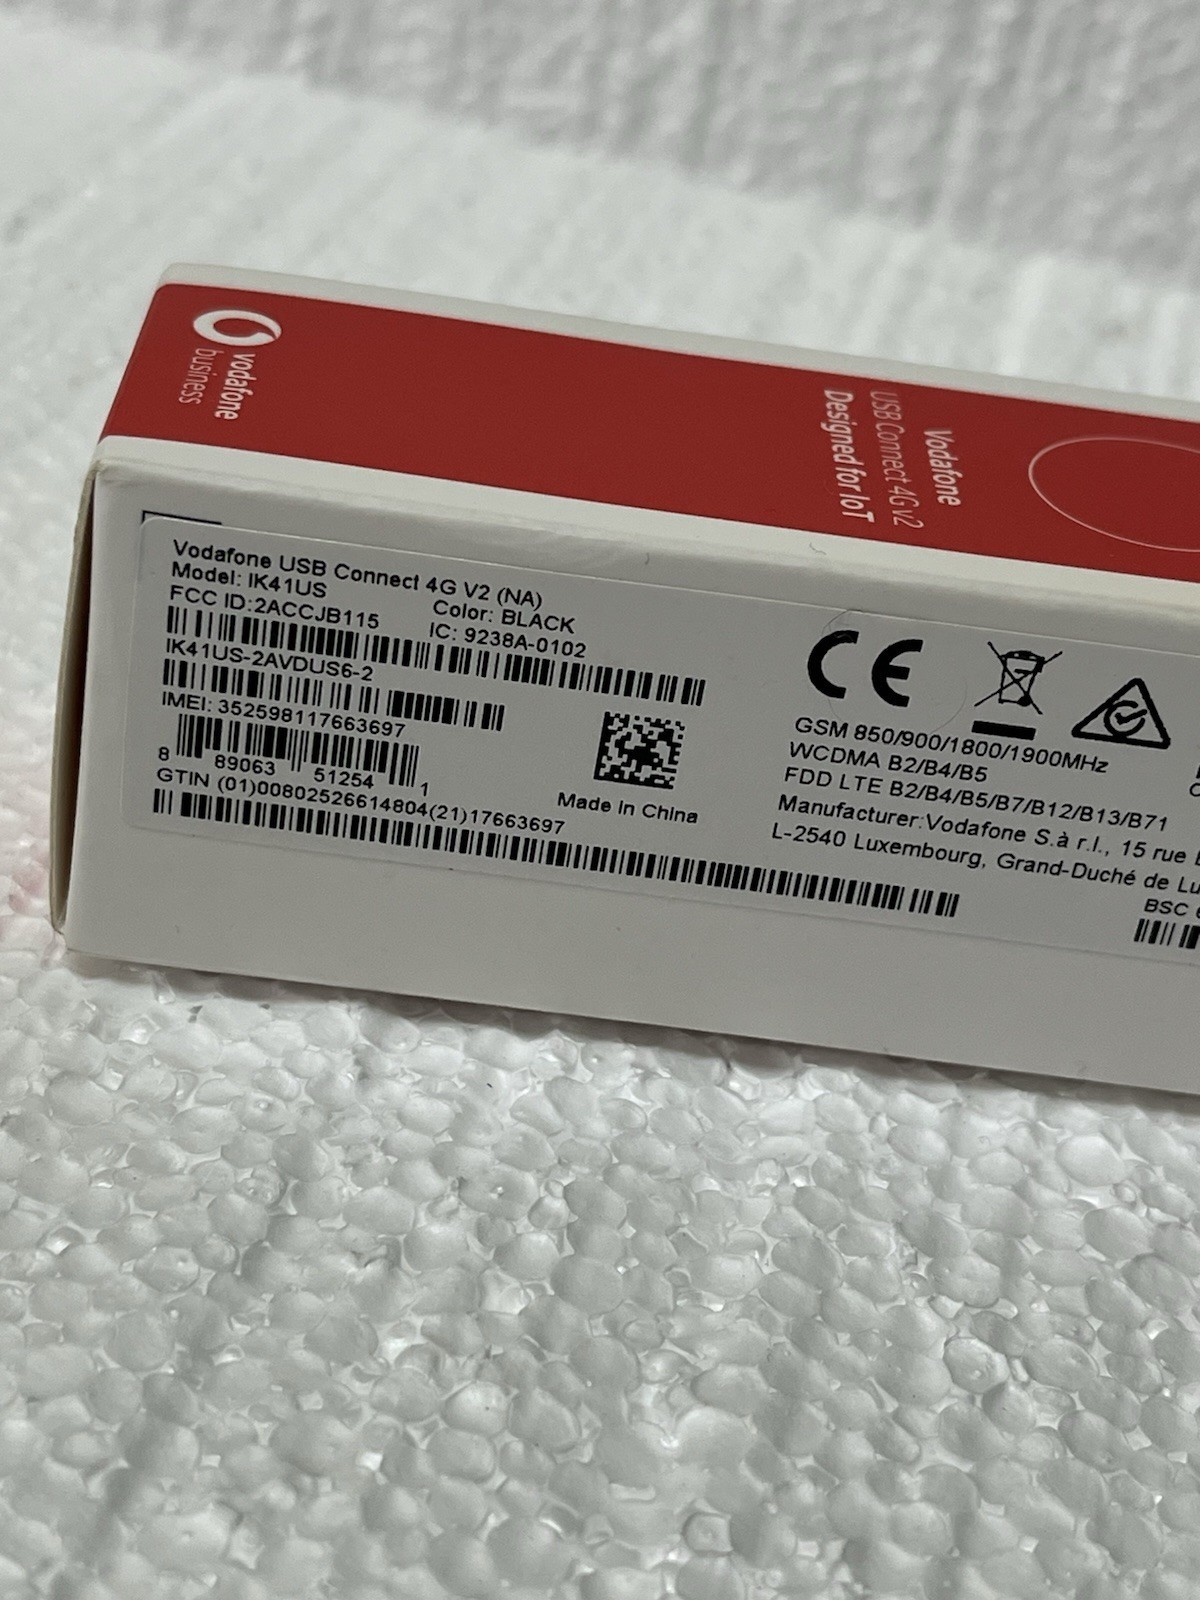 vodafone
business
Vodafone
USB Connect 4G v2
Designed for IoT
Vodafone USB Connect 4G V2 (NA)
Model: IK41US
Color: BLACK
FCC ID:2ACCJB115
IC: 9238A-0102
IK41US-2AVDUS6-2
IMEI: 352598117663697
8 89063 51254 1
GTIN (01)00802526614804(21)17663697
Made in China
CE
GSM 850/900/1800/1900MHz
WCDMA B2/B4/B5
FDD LTE B2/B4/B5/B7/B12/B13/B71
Manufacturer:Vodafone S.à r.l., 15 rue
L-2540 Luxembourg, Grand-Duché de Lu
BSC